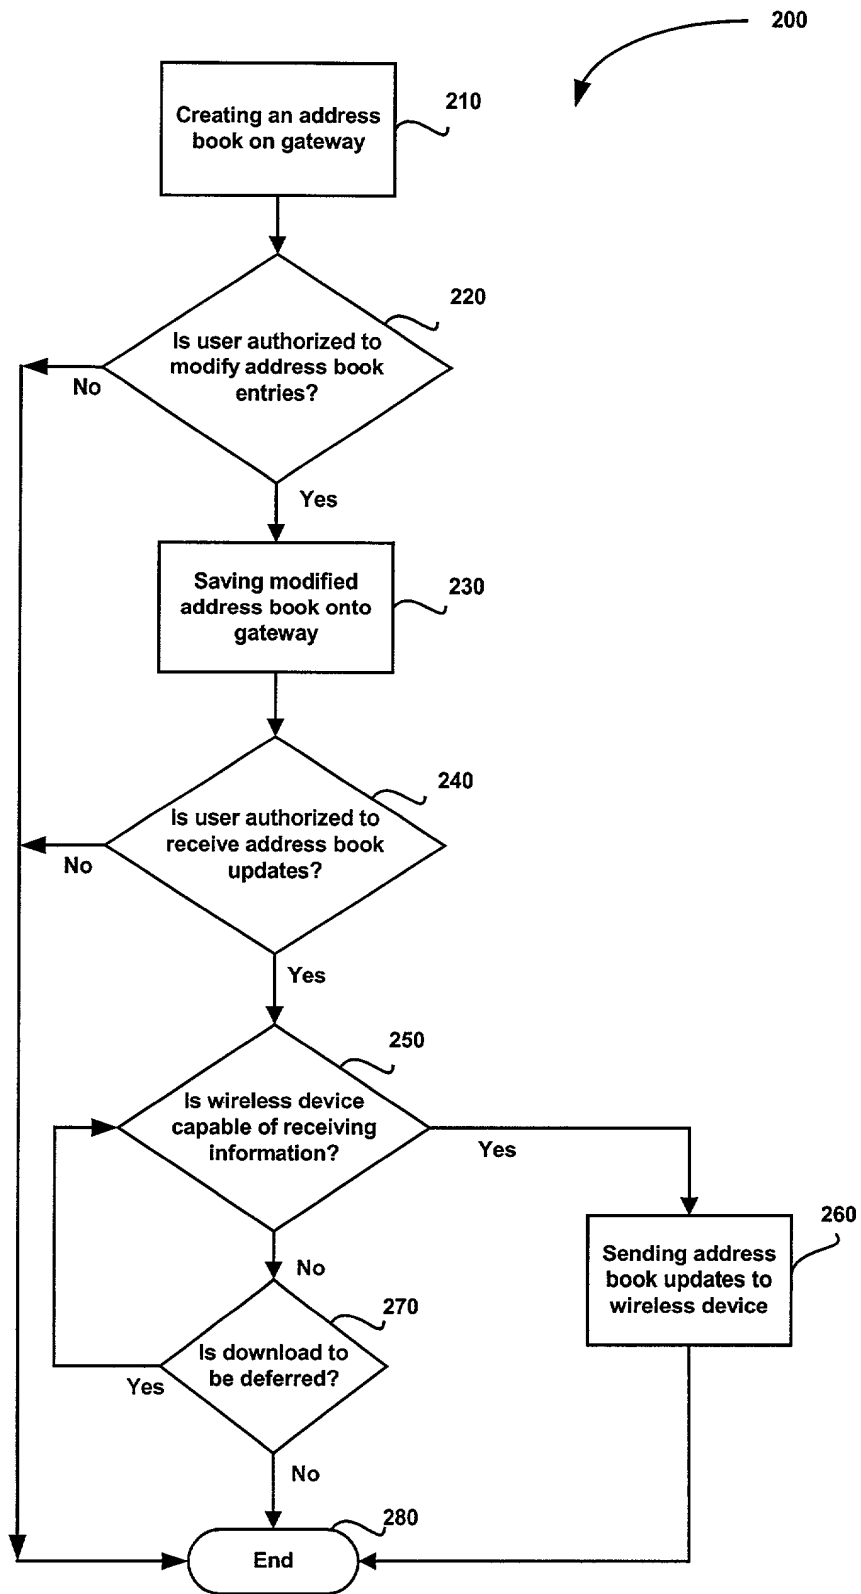 200
Creating an address
book on gateway
210
220
Is user authorized to
modify address book
entries?
No
Yes
Saving modified
address book onto
gateway
230
240
Is user authorized to
receive address book
updates?
No
Yes
250
Is wireless device
capable of receiving
information?
Yes
260
Sending address
book updates to
wireless device
No
270
Is download to
be deferred?
Yes
No
280
End